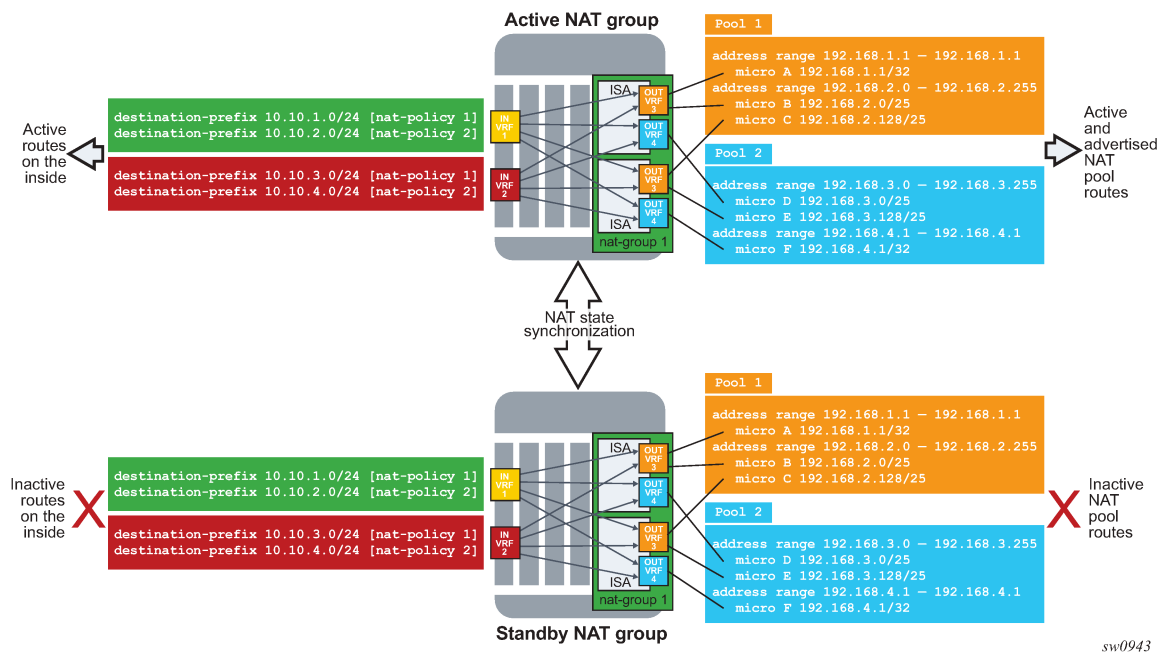 Active NAT group
Pool 1
address range 192.168.1.1 – 192.168.1.1
micro A 192.168.1.1/32
address range 192.168.2.0 – 192.168.2.255
micro B 192.168.2.0/25
micro C 192.168.2.128/25
Pool 2
address range 192.168.3.0 – 192.168.3.255
micro D 192.168.3.0/25
micro E 192.168.3.128/25
address range 192.168.4.1 – 192.168.4.1
micro F 192.168.4.1/32
Active
routes
on the
inside
destination-prefix 10.10.1.0/24 [nat-policy 1]
destination-prefix 10.10.2.0/24 [nat-policy 2]
destination-prefix 10.10.3.0/24 [nat-policy 1]
destination-prefix 10.10.4.0/24 [nat-policy 2]
IN
VRF
1
IN
VRF
2
ISA
OUT
VRF
3
OUT
VRF
4
OUT
VRF
3
OUT
VRF
4
ISA
nat-group 1
Active
and
advertised
NAT
pool
routes
NAT state
synchronization
Pool 1
address range 192.168.1.1 – 192.168.1.1
micro A 192.168.1.1/32
address range 192.168.2.0 – 192.168.2.255
micro B 192.168.2.0/25
micro C 192.168.2.128/25
Pool 2
address range 192.168.3.0 – 192.168.3.255
micro D 192.168.3.0/25
micro E 192.168.3.128/25
address range 192.168.4.1 – 192.168.4.1
micro F 192.168.4.1/32
Inactive
routes
on the
inside
destination-prefix 10.10.1.0/24 [nat-policy 1]
destination-prefix 10.10.2.0/24 [nat-policy 2]
destination-prefix 10.10.3.0/24 [nat-policy 1]
destination-prefix 10.10.4.0/24 [nat-policy 2]
IN
VRF
1
IN
VRF
2
ISA
OUT
VRF
3
OUT
VRF
4
OUT
VRF
3
OUT
VRF
4
ISA
nat-group 1
Inactive
NAT
pool
routes
Standby NAT group
sw0943